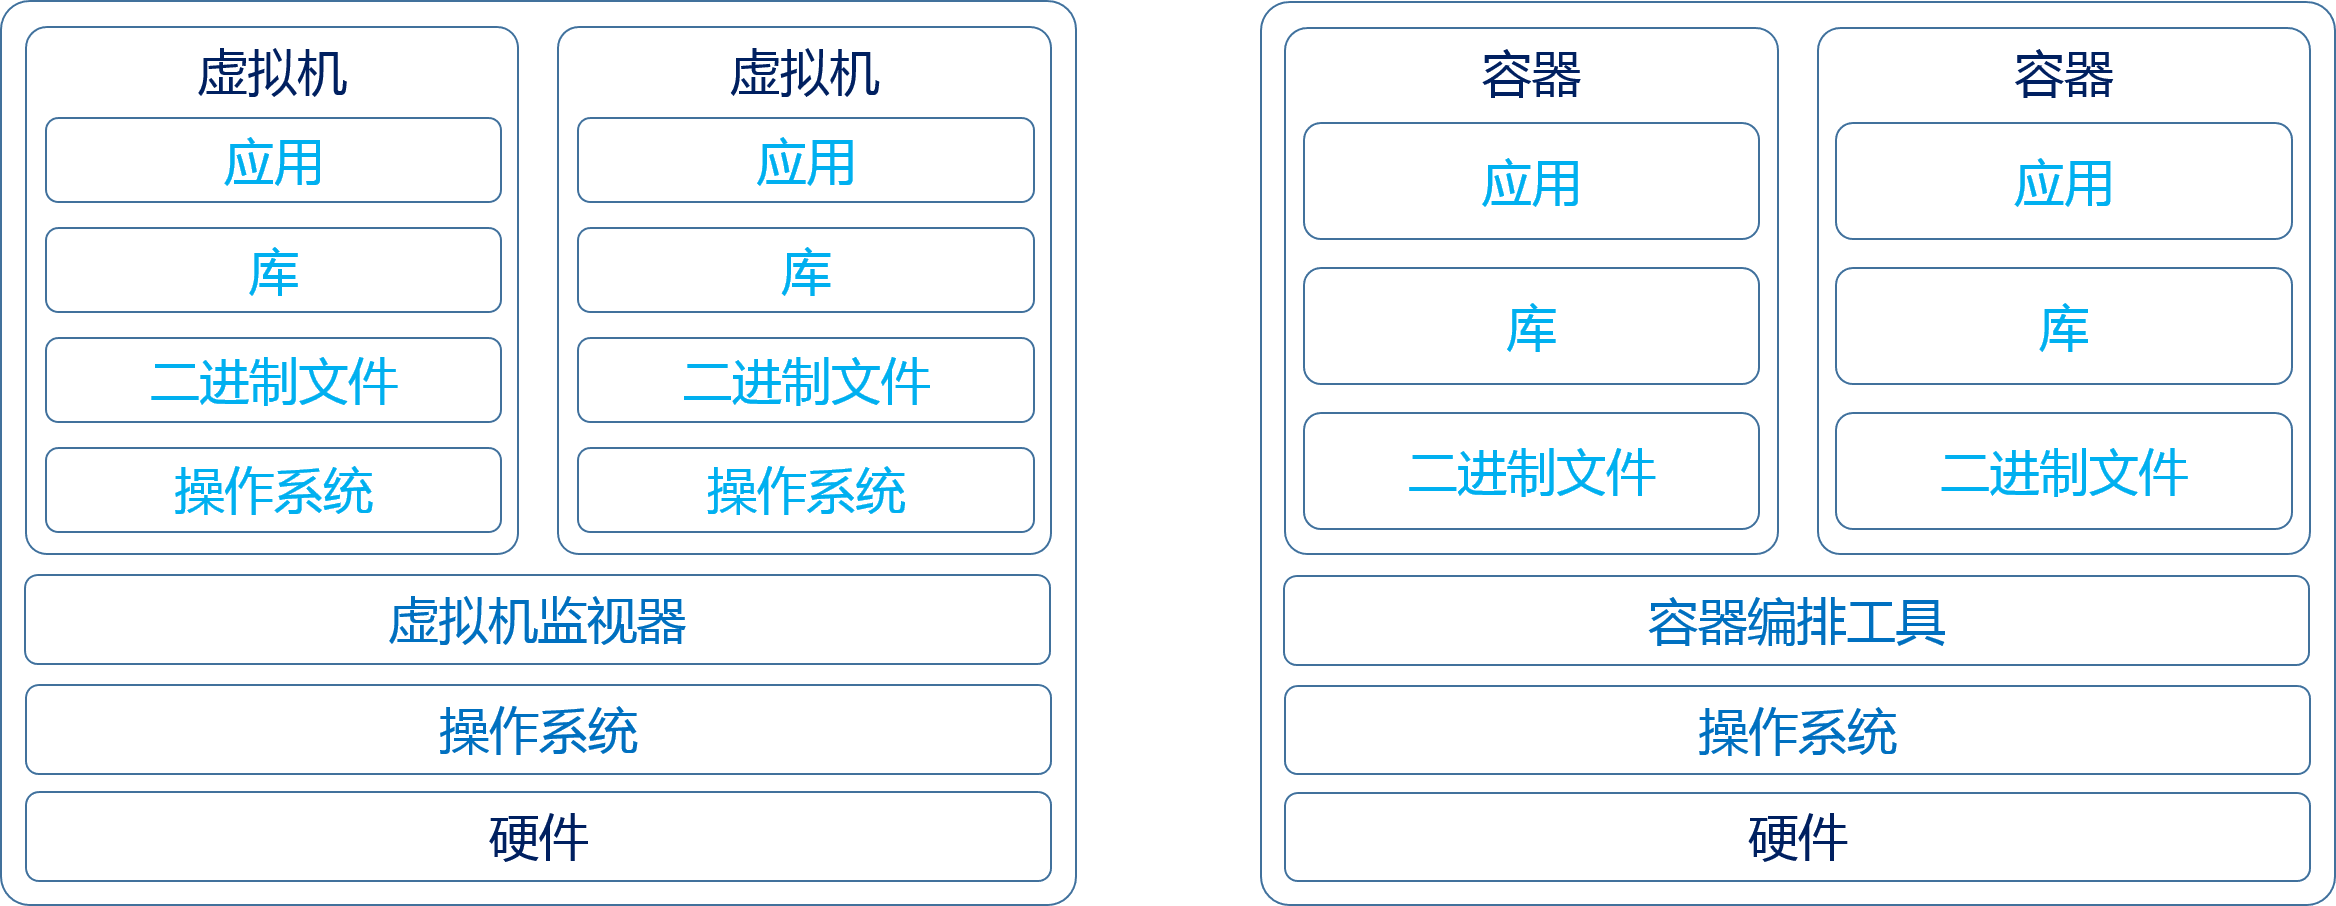 虚拟机
应用
库
二进制文件
操作系统
虚拟机
应用
库
二进制文件
操作系统
虚拟机监视器
操作系统
硬件
容器
应用
库
二进制文件
容器
应用
库
二进制文件
容器编排工具
操作系统
硬件